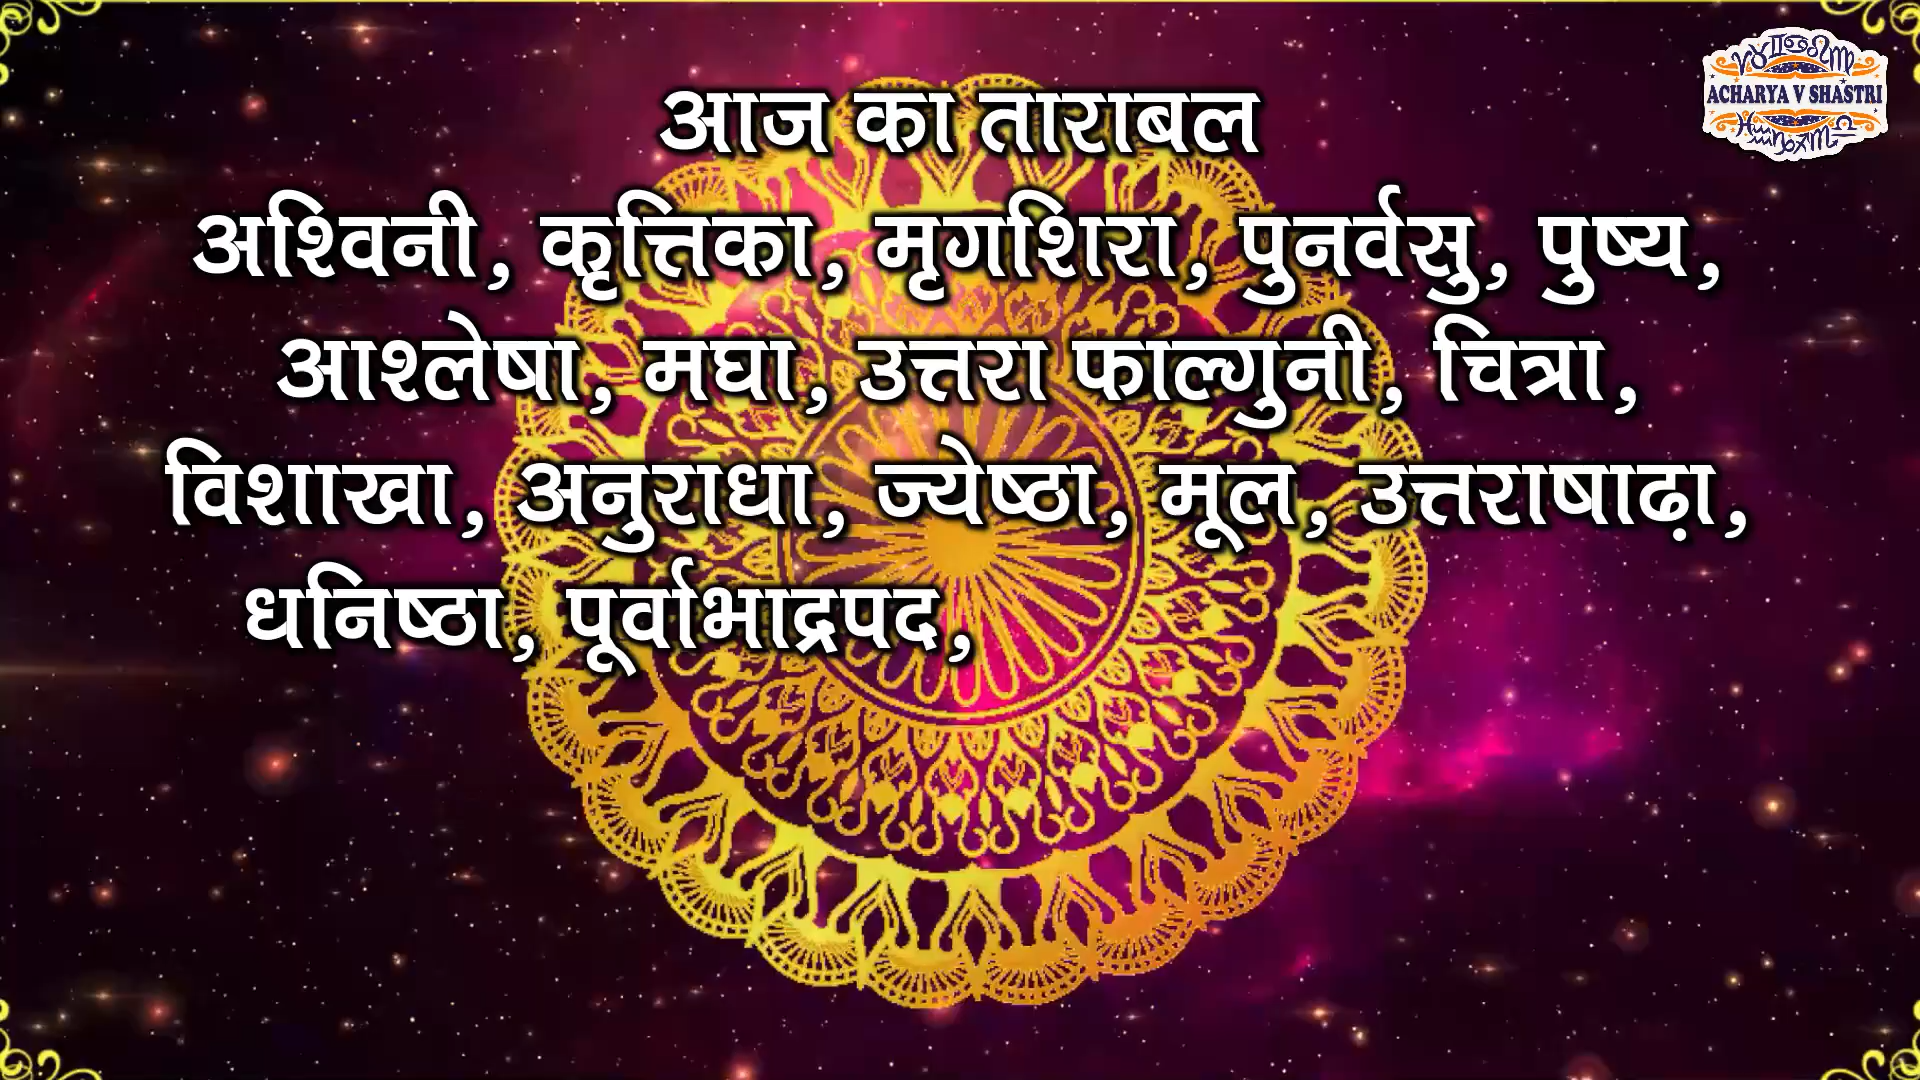 आज का ताराबल
अश्विनी, कृत्तिका, मृगशिरा, पुनर्वसु, पुष्य,
आश्लेषा, मघा, उत्तरा फाल्गुनी, चित्रा,
विशाखा, अनुराधा, ज्येष्ठा, मूल, उत्तराषाढ़ा,
धनिष्ठा, पूर्वाभाद्रपद,
ACHARYA V SHASTRI